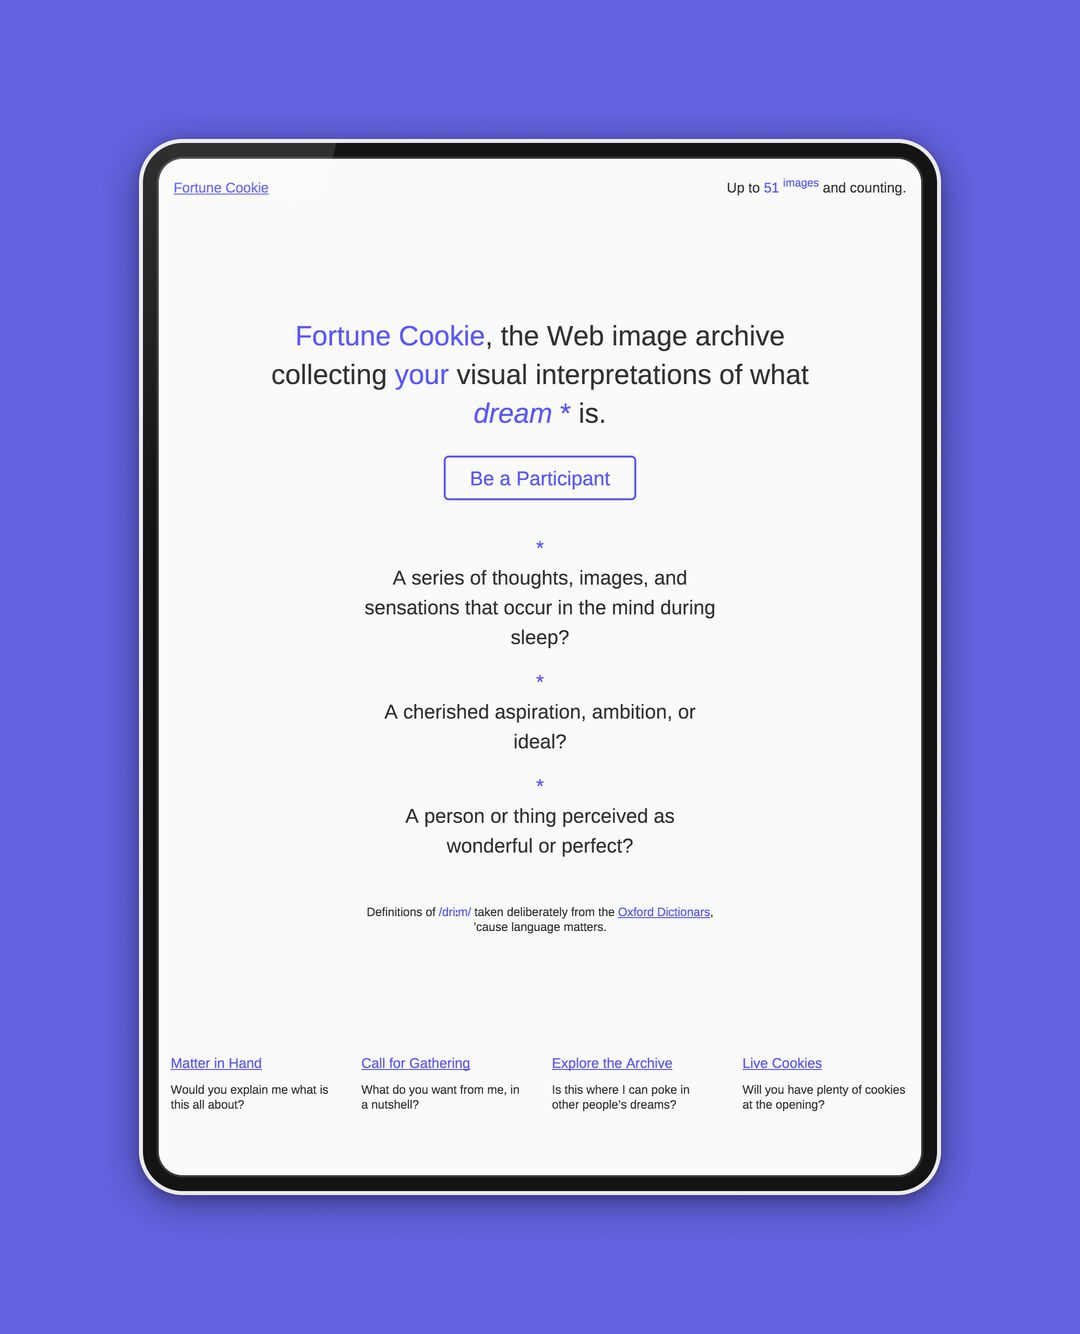 Fortune Cookie
Up to 51 images and counting.
Fortune Cookie, the Web image archive
collecting your visual interpretations of what
dream * is.
Be a Participant
*
A series of thoughts, images, and
sensations that occur in the mind during
sleep?
*
A cherished aspiration, ambition, or
ideal?
*
A person or thing perceived as
wonderful or perfect?
Definitions of /driːm/ taken deliberately from the Oxford Dictionars,
'cause language matters.
Matter in Hand
Would you explain me what is
this all about?
Call for Gathering
What do you want from me, in
a nutshell?
Explore the Archive
Is this where I can poke in
other people's dreams?
Live Cookies
Will you have plenty of cookies
at the opening?